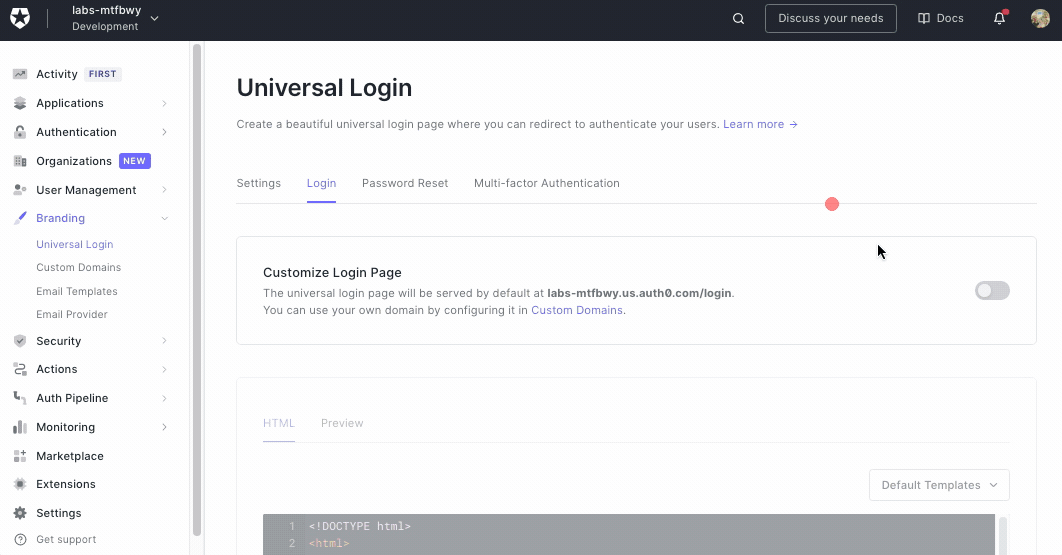 labs-mtfbwy
Development
Discuss your needs
Docs
Activity FIRST
Applications
Authentication
Organizations NEW
User Management
Branding
Universal Login
Custom Domains
Email Templates
Email Provider
Security
Actions
Auth Pipeline
Monitoring
Marketplace
Extensions
Settings
Get support
Universal Login
Create a beautiful universal login page where you can redirect to authenticate your users. Learn more →
Settings Login Password Reset Multi-factor Authentication
Customize Login Page
The universal login page will be served by default at labs-mtfbwy.us.auth0.com/login.
You can use your own domain by configuring it in Custom Domains.
HTML Preview
Default Templates
1 <!DOCTYPE html>
2 <html>